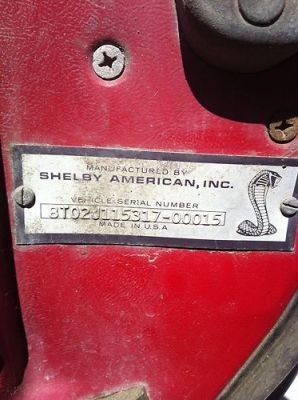 MANUFACTURED BY
SHELBY AMERICAN, INC.
VEHICLE SERIAL NUMBER
8T02J115317-00015
MADE IN U.S.A